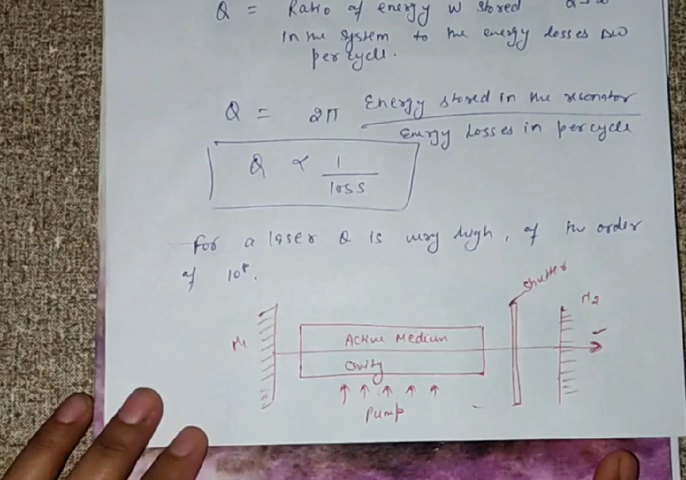 Q = Ratio of energy W stored
in the system to the energy losses ΔW
per cycle.
Q = 2π Energy stored in the resonator
Energy Losses in per cycle
Q ∝ 1
loss
For a laser Q is very high, of the order
of 10⁸.
shutter
M₁
M₂
Active Medium
cavity
Pump